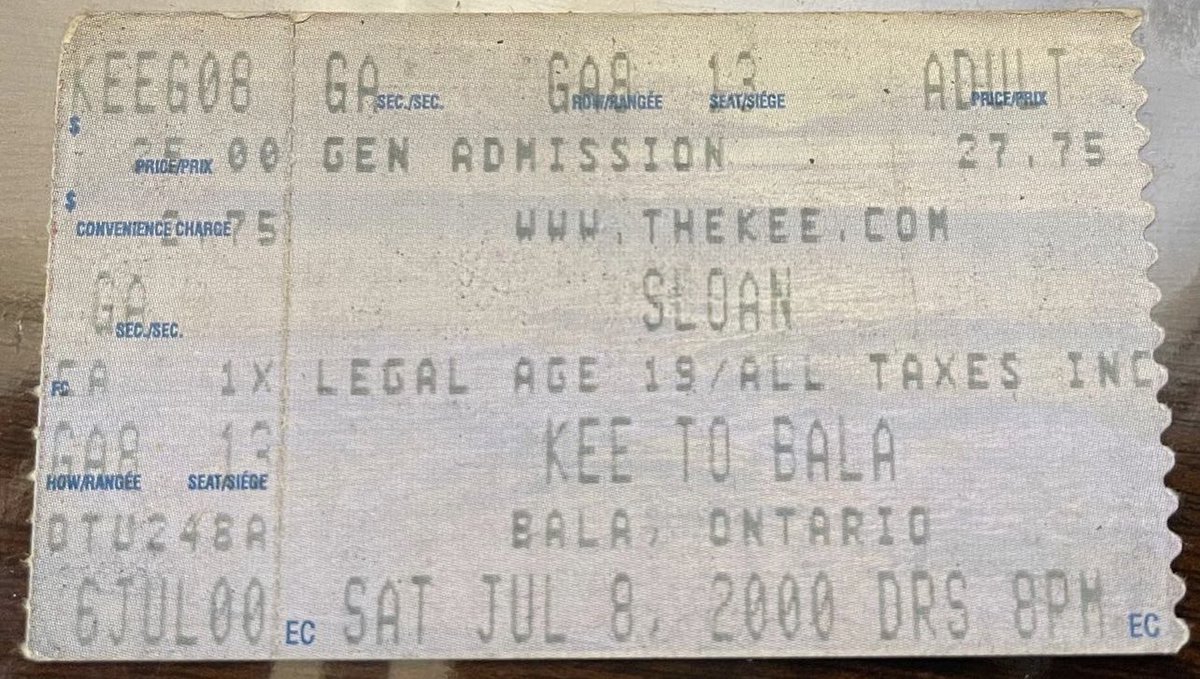 KEEG08 GA GA8 13 ADULT
SEC./SEC. ROW/RANGÉE SEAT/SIÉGE PRICE/PRIX
$ 25.00 GEN ADMISSION 27.75
PRICE/PRIX
$ 2.75 WWW.THEKEE.COM
CONVENIENCE CHARGE
GA SLOAN
SEC./SEC.
CA 1X LEGAL AGE 19/ALL TAXES INC
GA8 13 KEE TO BALA
ROW/RANGÉE SEAT/SIÉGE
OTU248A BALA, ONTARIO
6JUL00 EC SAT JUL 8, 2000 DRS 8PM EC